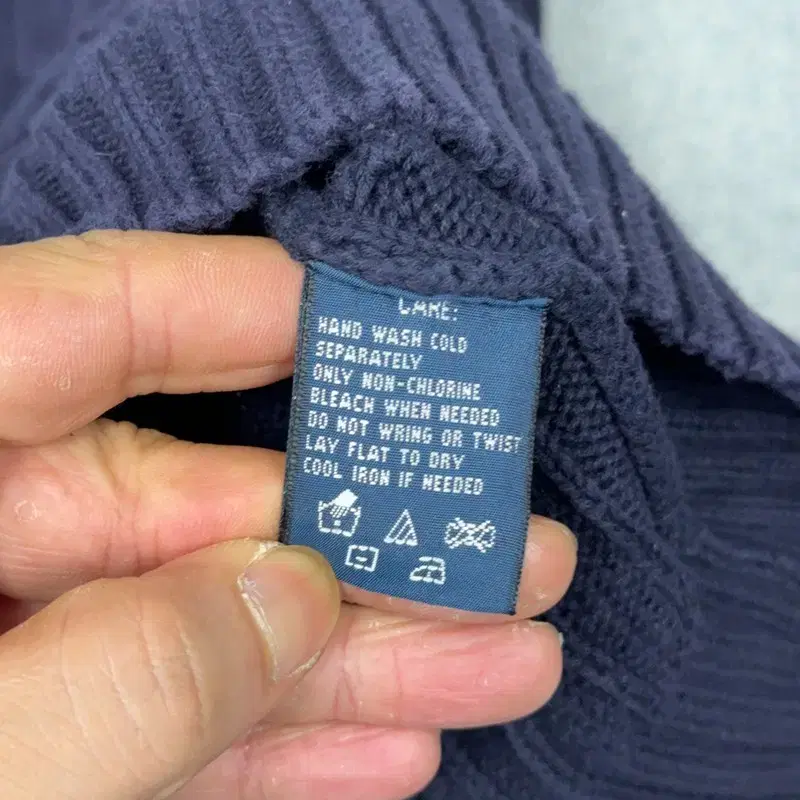 CARE:
HAND WASH COLD
SEPARATELY
ONLY NON-CHLORINE
BLEACH WHEN NEEDED
DO NOT WRING OR TWIST
LAY FLAT TO DRY
COOL IRON IF NEEDED